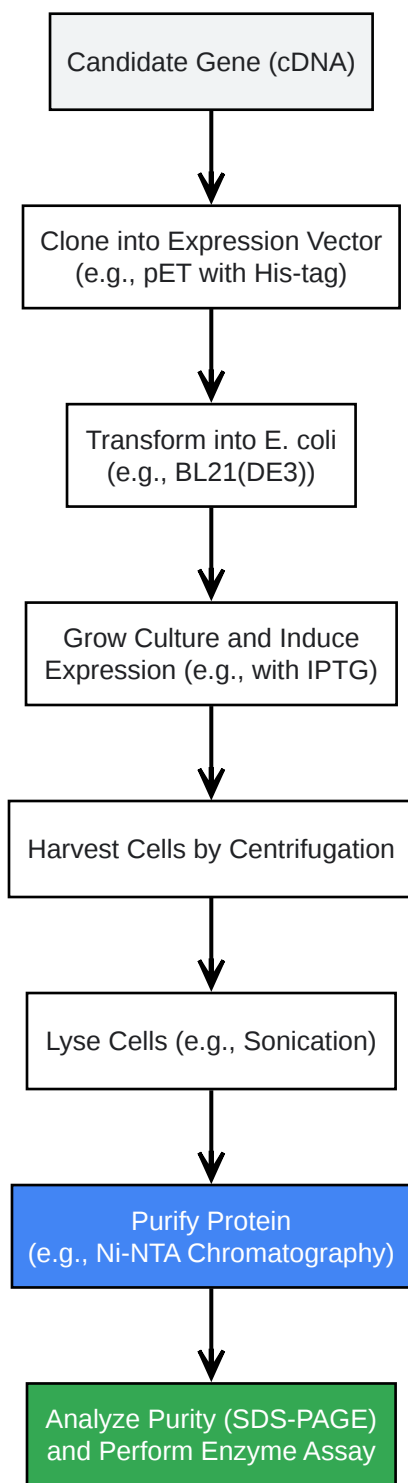 Candidate Gene (cDNA)
Clone into Expression Vector
(e.g., pET with His-tag)
Transform into E. coli
(e.g., BL21(DE3))
Grow Culture and Induce
Expression (e.g., with IPTG)
Harvest Cells by Centrifugation
Lyse Cells (e.g., Sonication)
Purify Protein
(e.g., Ni-NTA Chromatography)
Analyze Purity (SDS-PAGE)
and Perform Enzyme Assay